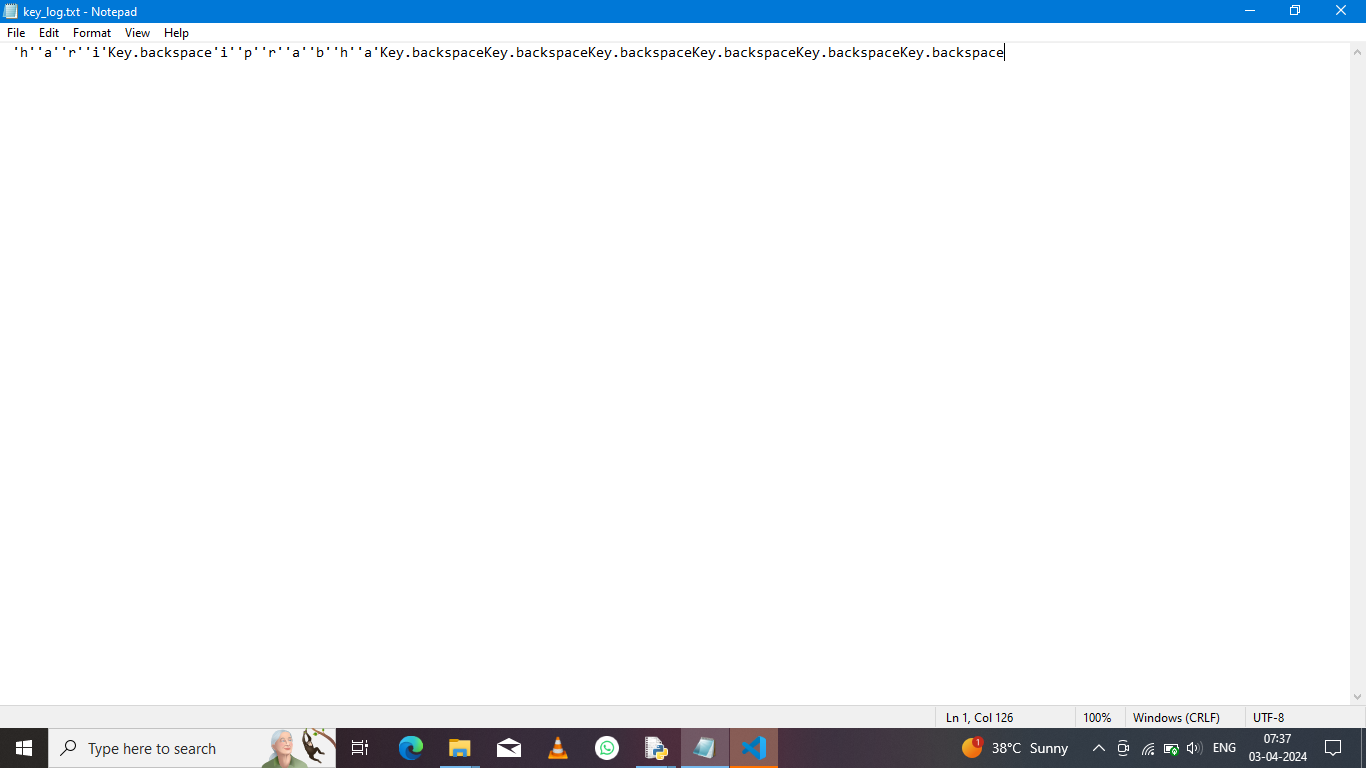 key_log.txt - Notepad
File Edit Format View Help
'h''a''r''i'Key.backspace'i''p''r''a''b''h''a'Key.backspaceKey.backspaceKey.backspaceKey.backspaceKey.backspaceKey.backspace
Ln 1, Col 126 100% Windows (CRLF) UTF-8
Type here to search
1 38°C Sunny ENG
07:37
03-04-2024